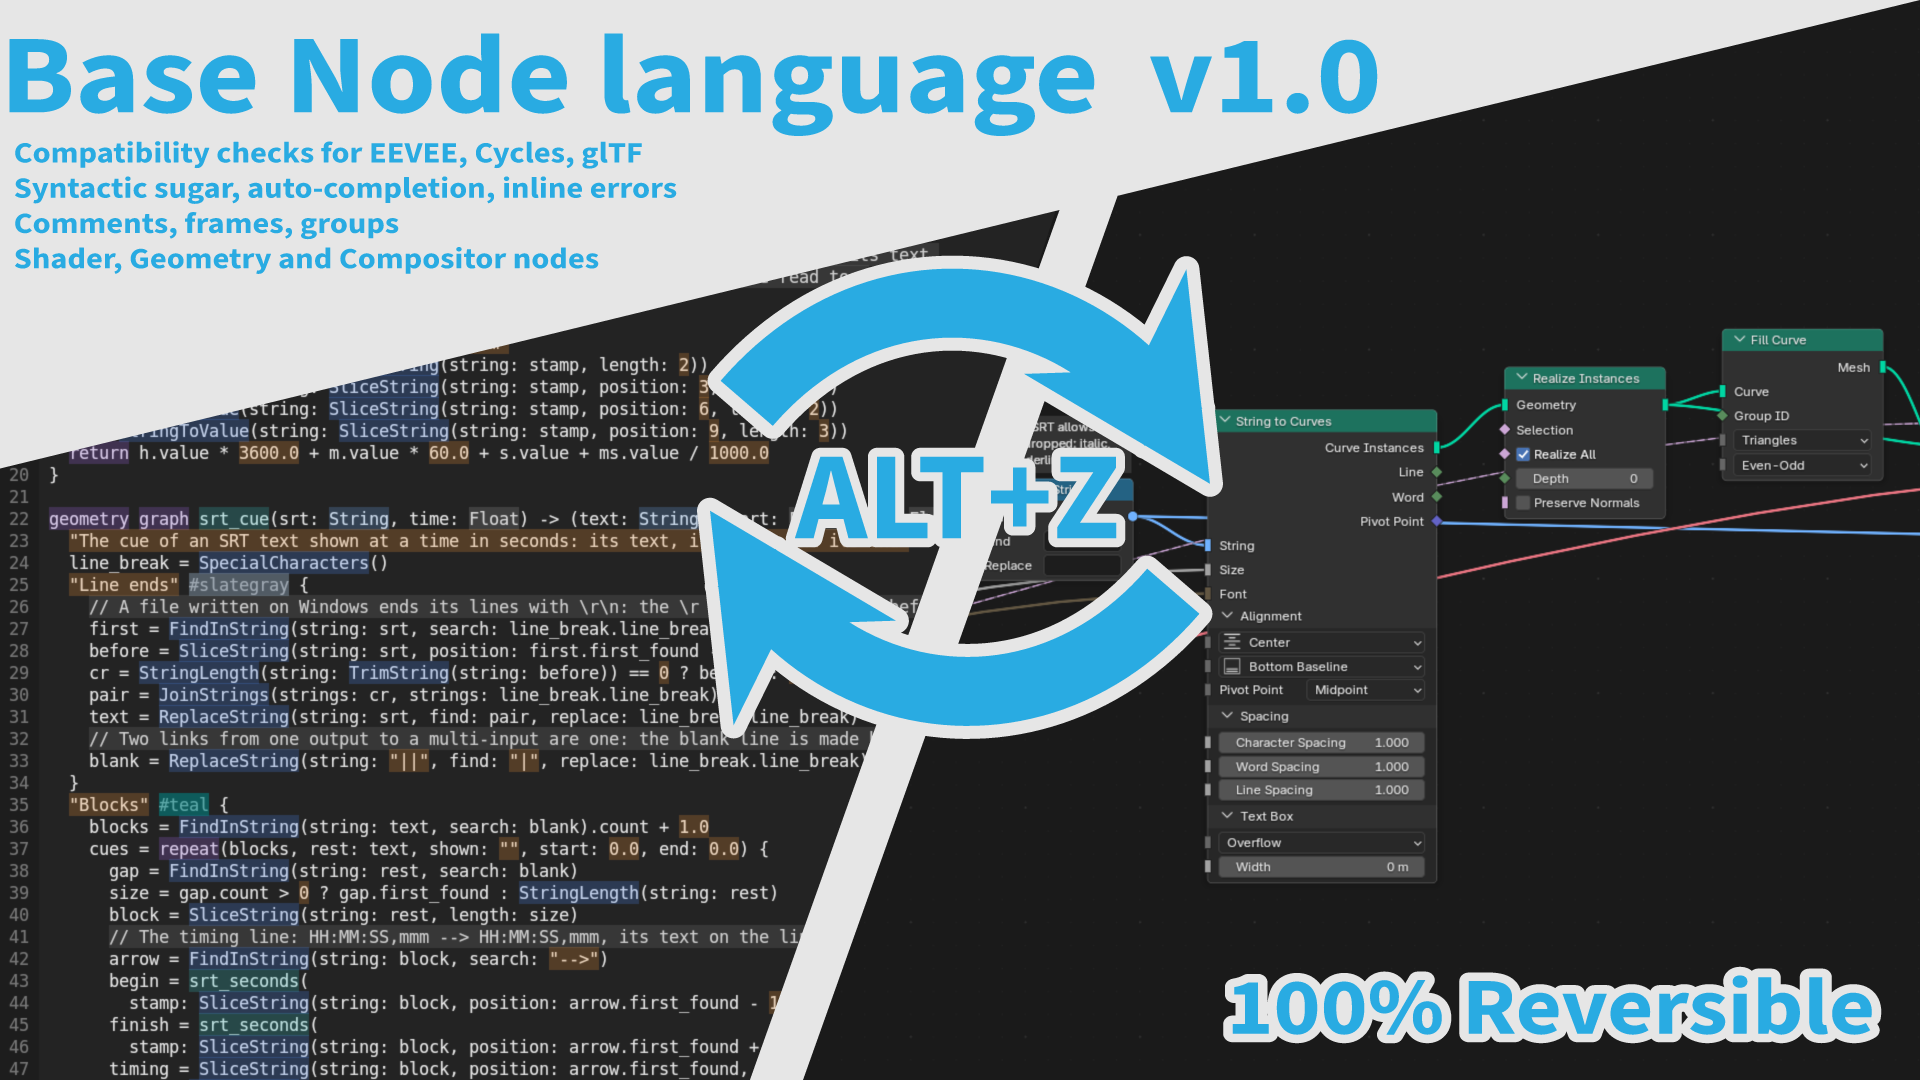 Base Node language v1.0
Compatibility checks for EEVEE, Cycles, glTF
Syntactic sugar, auto-completion, inline errors
Comments, frames, groups
Shader, Geometry and Compositor nodes
text
read
(string: stamp, length: 2))
SliceString(string: stamp, position: 3
(string: SliceString(string: stamp, position: 6, 2))
ringToValue(string: SliceString(string: stamp, position: 9, length: 3))
return h.value * 3600.0 + m.value * 60.0 + s.value + ms.value / 1000.0
20 }
21
22 geometry graph srt_cue(srt: String, time: Float) -> (text: String
23 "The cue of an SRT text shown at a time in seconds: its text, i
24 line_break = SpecialCharacters()
25 "Line ends" #slategray {
26 // A file written on Windows ends its lines with \r\n: the \r
27 first = FindInString(string: srt, search: line_break.line_brea
28 before = SliceString(string: srt, position: first.first_found
29 cr = StringLength(string: TrimString(string: before)) == 0 ? be
30 pair = JoinStrings(strings: cr, strings: line_break.line_break)
31 text = ReplaceString(string: srt, find: pair, replace: line_bre line_break)
32 // Two links from one output to a multi-input are one: the blank line is made
33 blank = ReplaceString(string: "||", find: "|", replace: line_break.line_break)
34 }
35 "Blocks" #teal {
36 blocks = FindInString(string: text, search: blank).count + 1.0
37 cues = repeat(blocks, rest: text, shown: "", start: 0.0, end: 0.0) {
38 gap = FindInString(string: rest, search: blank)
39 size = gap.count > 0 ? gap.first_found : StringLength(string: rest)
40 block = SliceString(string: rest, length: size)
41 // The timing line: HH:MM:SS,mmm --> HH:MM:SS,mmm, its text on the li
42 arrow = FindInString(string: block, search: "-->")
43 begin = srt_seconds(
44 stamp: SliceString(string: block, position: arrow.first_found - 1
45 finish = srt_seconds(
46 stamp: SliceString(string: block, position: arrow.first_found +
47 timing = SliceString(string: block, position: arrow.first_found,
ALT+Z
SRT allows
dropped: italic,
Replace
String to Curves
Curve Instances
Line
Word
Pivot Point
String
Size
Font
Alignment
Center
Bottom Baseline
Pivot Point Midpoint
Spacing
Character Spacing 1.000
Word Spacing 1.000
Line Spacing 1.000
Text Box
Overflow
Width 0 m
Realize Instances
Geometry
Selection
Realize All
Depth 0
Preserve Normals
Fill Curve
Mesh
Curve
Group ID
Triangles
Even-Odd
100% Reversible